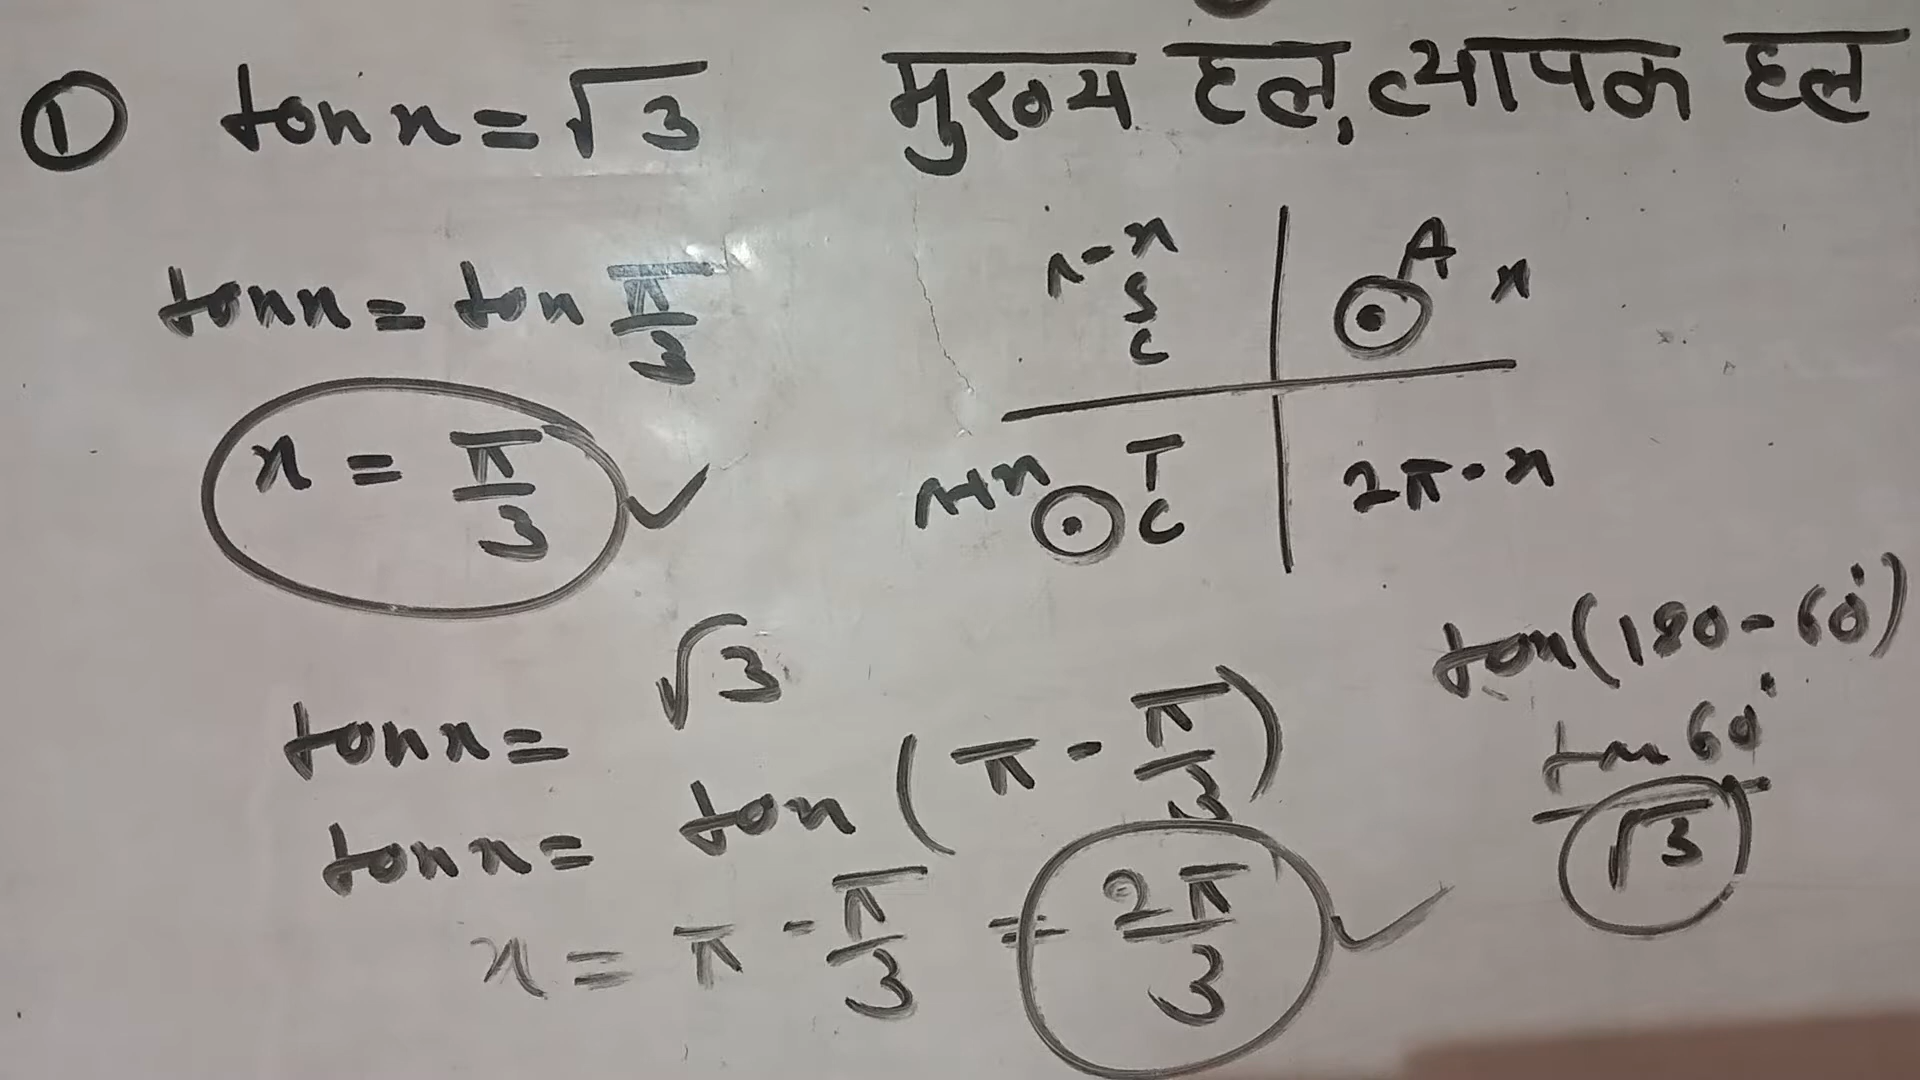 ① tan x = √3 मुख्य हल, व्यापक हल
tan x = tan π/3
x = π/3 ✓
π - x S C
A x
π + x T C
2π - x
tan x = √3
tan x = tan (π - π/3)
x = π - π/3 = 2π/3 ✓
tan(180 - 60°)
tan 60°
√3